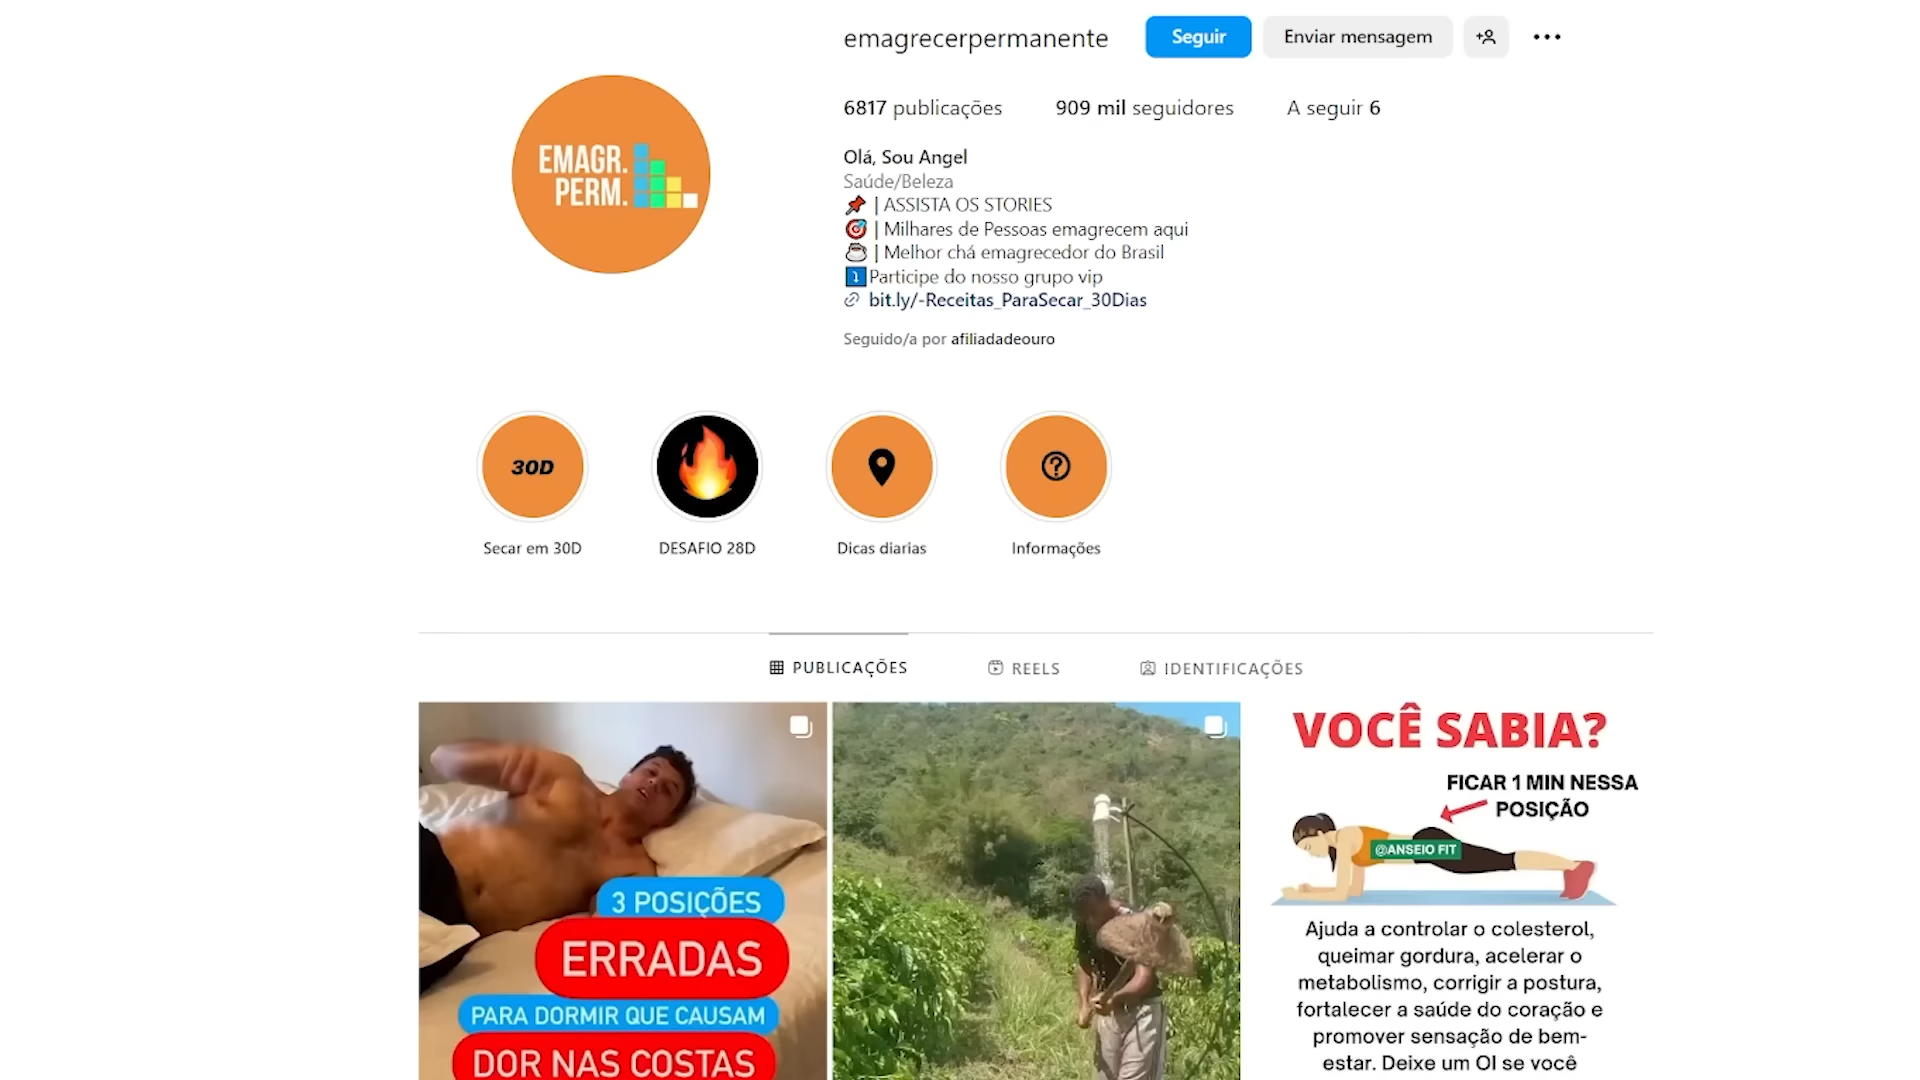 emagrecerpermanente
Seguir
Enviar mensagem
EMAGR.
PERM.
6817 publicações
909 mil seguidores
A seguir 6
Olá, Sou Angel
Saúde/Beleza
| ASSISTA OS STORIES
| Milhares de Pessoas emagrecem aqui
| Melhor chá emagrecedor do Brasil
Participe do nosso grupo vip
bit.ly/-Receitas_ParaSecar_30Dias
Seguido/a por afiliadadeouro
30D
Secar em 30D
DESAFIO 28D
Dicas diarias
Informações
PUBLICAÇÕES
REELS
IDENTIFICAÇÕES
3 POSIÇÕES
ERRADAS
PARA DORMIR QUE CAUSAM
DOR NAS COSTAS
VOCÊ SABIA?
FICAR 1 MIN NESSA
POSIÇÃO
@ANSEIO FIT
Ajuda a controlar o colesterol,
queimar gordura, acelerar o
metabolismo, corrigir a postura,
fortalecer a saúde do coração e
promover sensação de bem-
estar. Deixe um OI se você